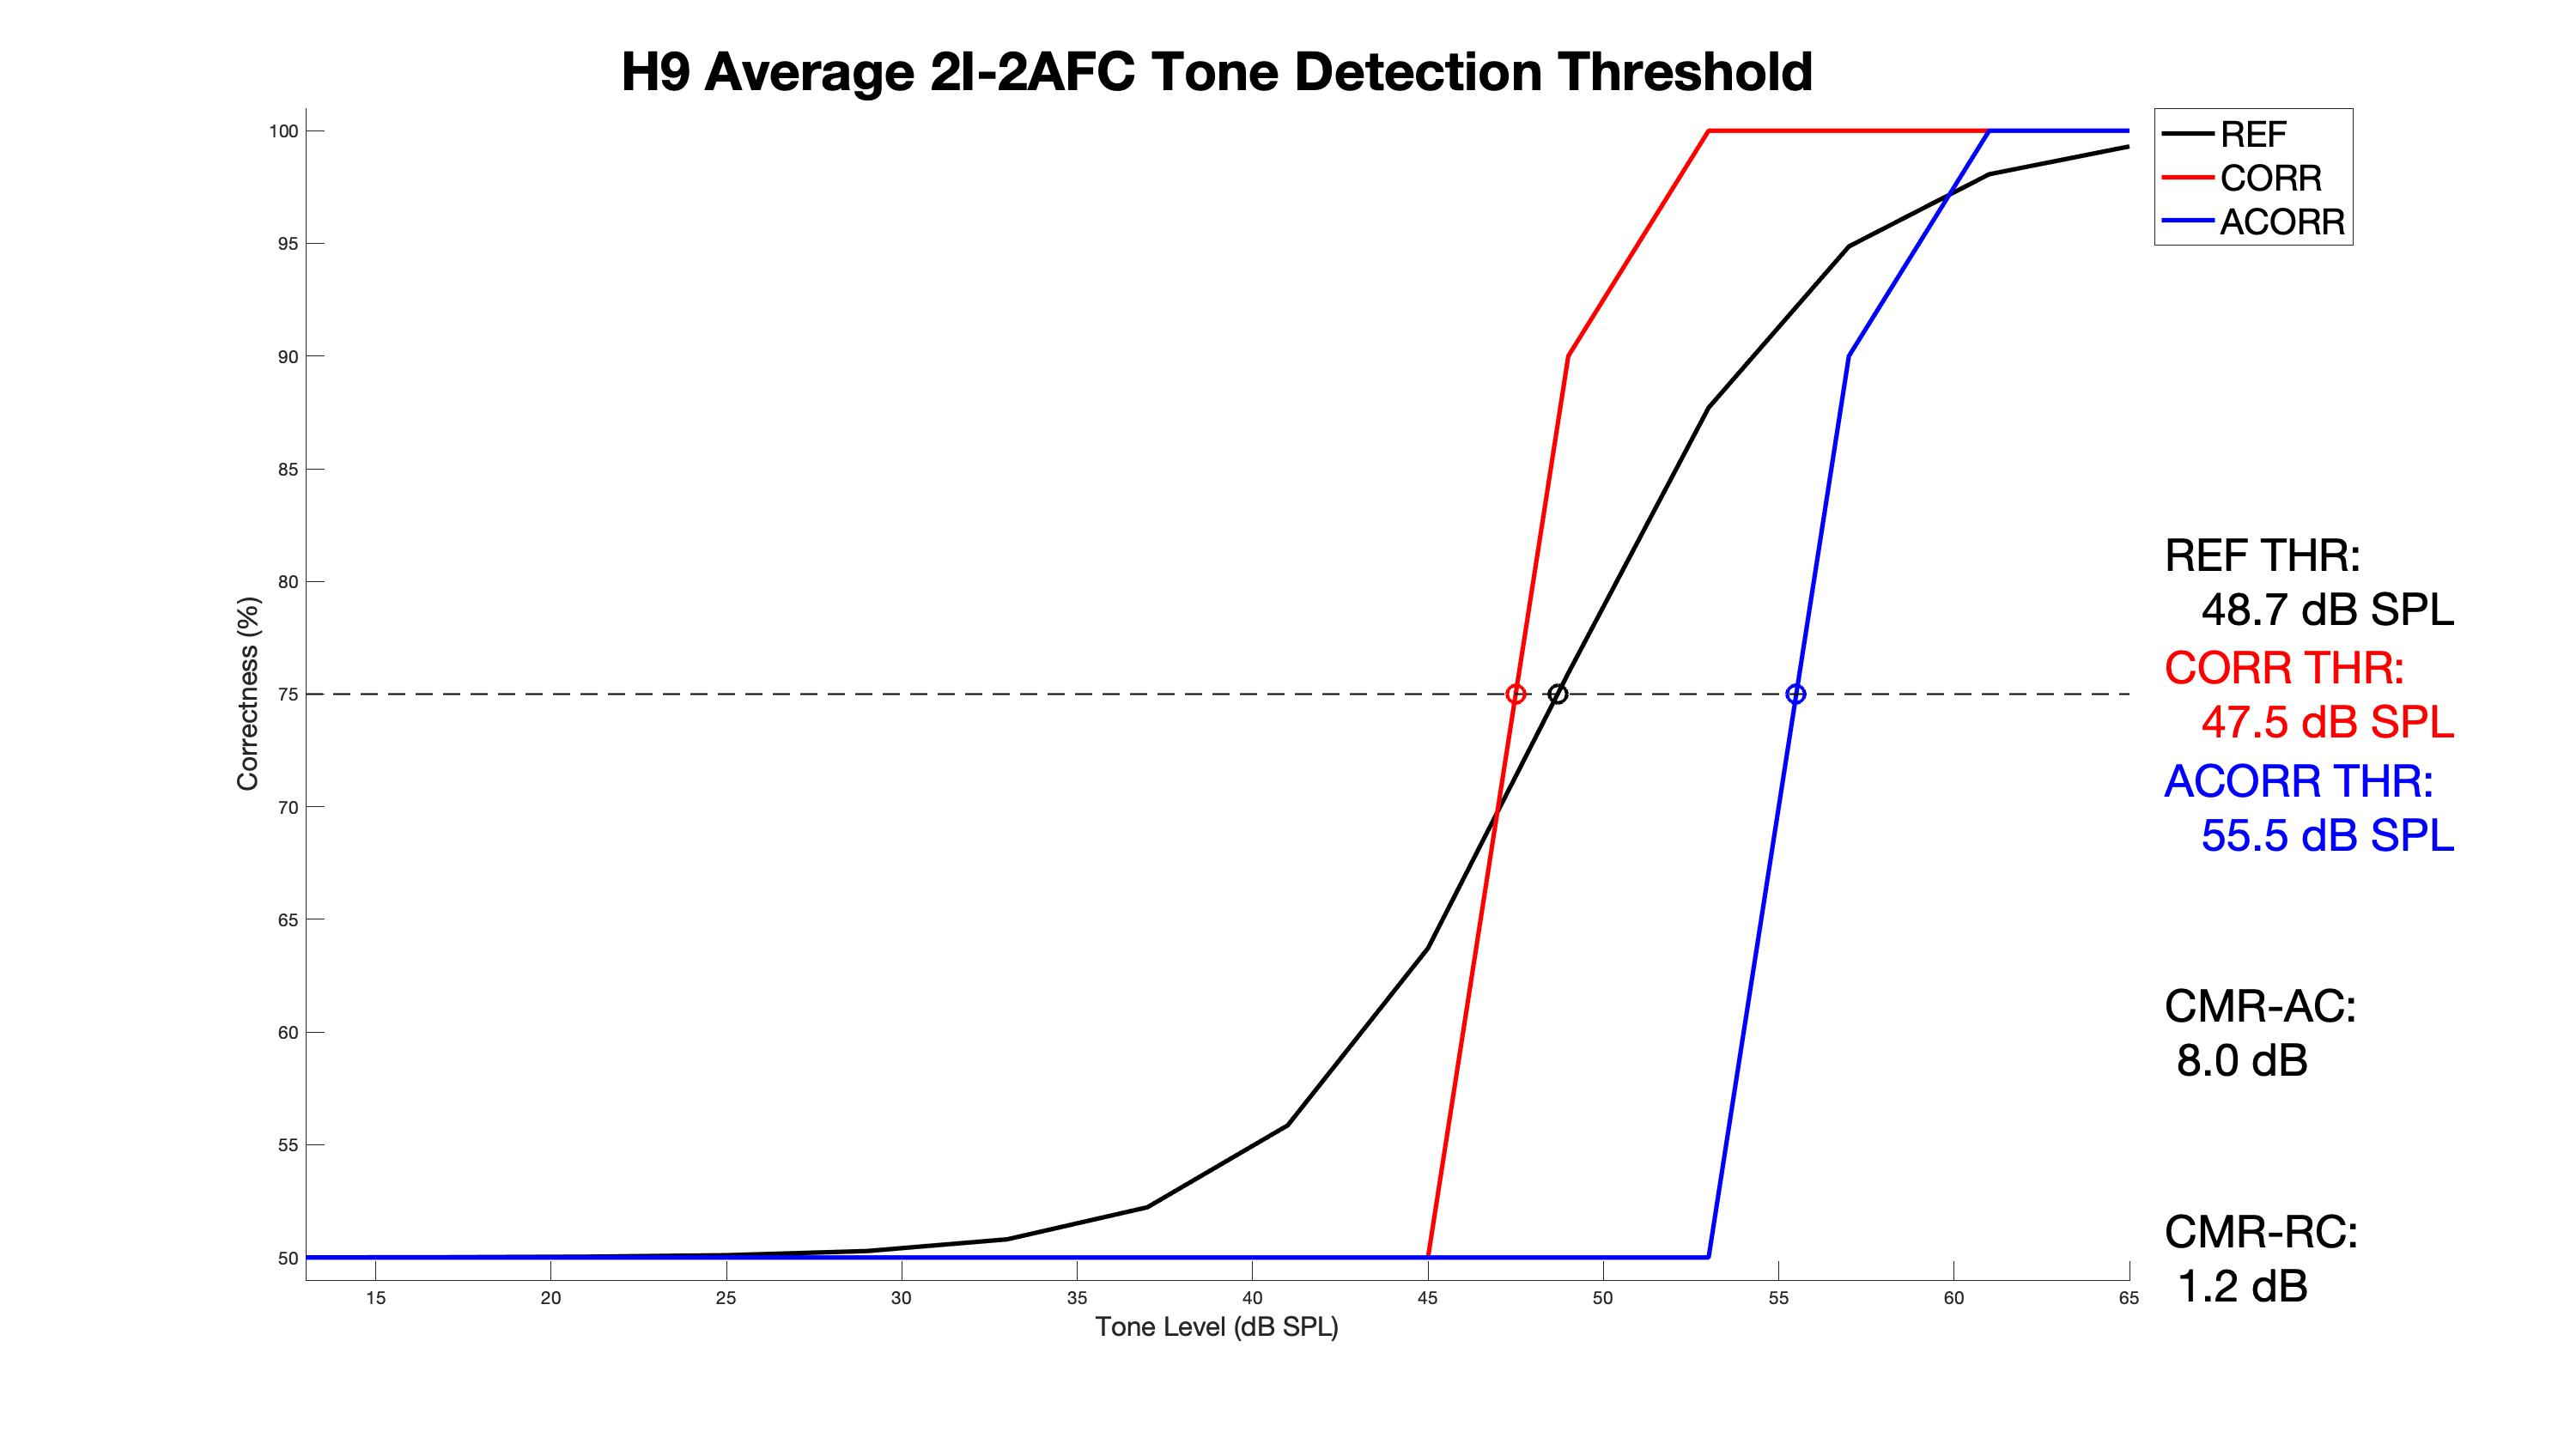 H9 Average 2I-2AFC Tone Detection Threshold
REF
CORR
ACORR
100
95
90
85
80
75
70
65
60
55
50
Correctness (%)
15 20 25 30 35 40 45 50 55 60 65
Tone Level (dB SPL)
REF THR:
48.7 dB SPL
CORR THR:
47.5 dB SPL
ACORR THR:
55.5 dB SPL
CMR-AC:
8.0 dB
CMR-RC:
1.2 dB